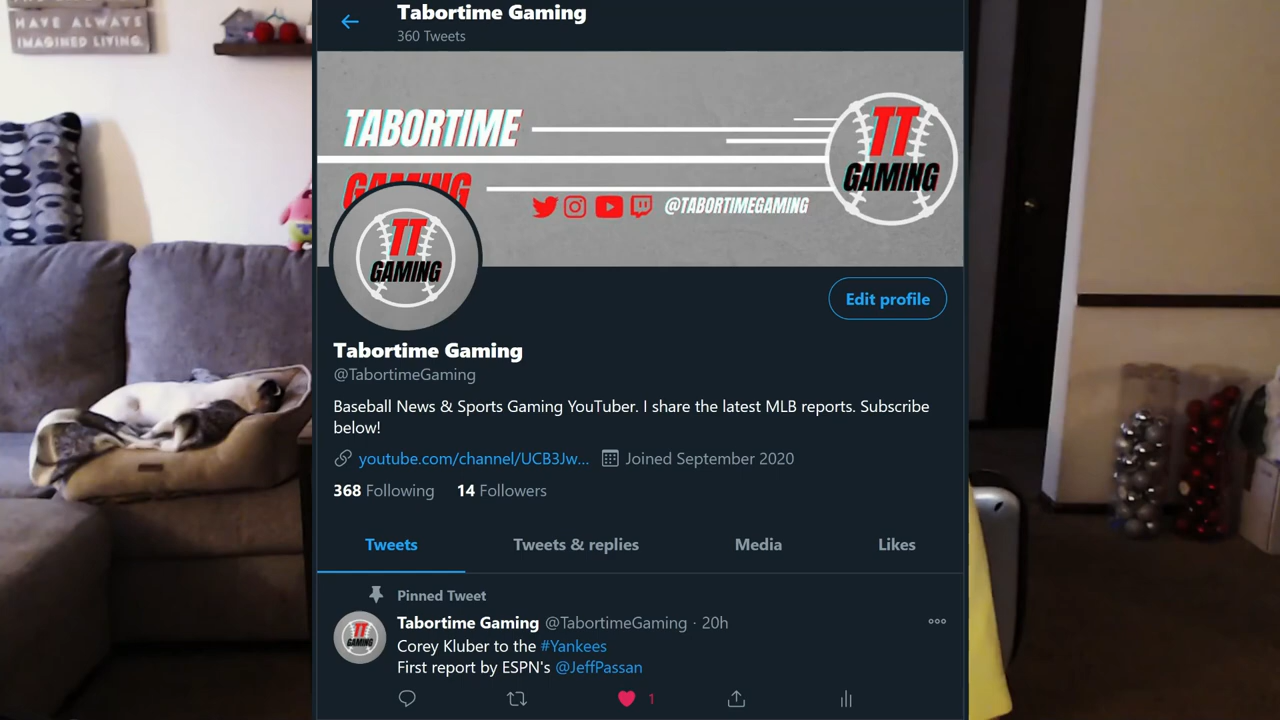 HAVE ALWAYS
IMAGINED LIVING.
Tabortime Gaming
360 Tweets
TABORTIME
GAMING
@TABORTIMEGAMING
TT
GAMING
TT
GAMING
Edit profile
Tabortime Gaming
@TabortimeGaming
Baseball News & Sports Gaming YouTuber. I share the latest MLB reports. Subscribe
below!
youtube.com/channel/UCB3Jw... Joined September 2020
368 Following 14 Followers
Tweets Tweets & replies Media Likes
Pinned Tweet
TT
GAMING
Tabortime Gaming @TabortimeGaming · 20h
Corey Kluber to the #Yankees
First report by ESPN's @JeffPassan
1